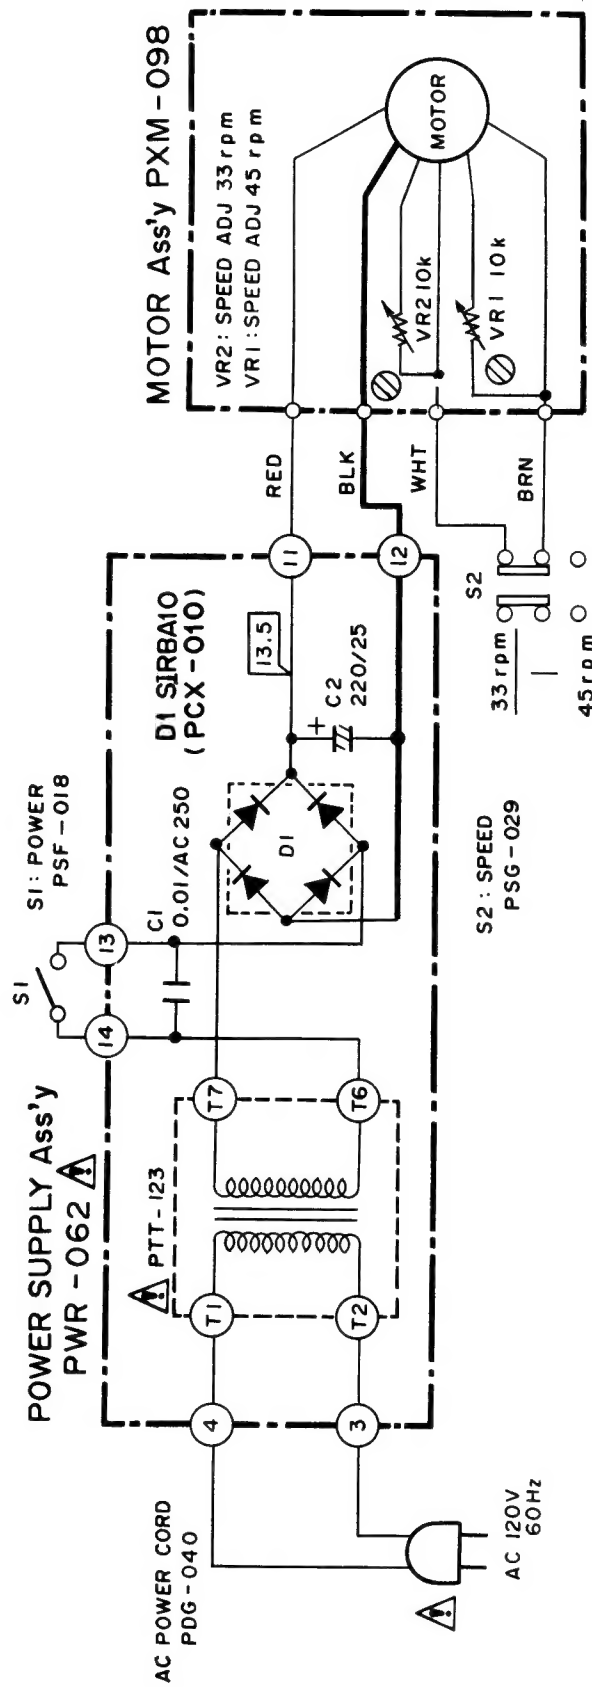 POWER SUPPLY Ass'y
PWR-062
S1
S1: POWER
PSF-018
MOTOR Ass'y PXM-098
VR2: SPEED ADJ 33rpm
VR1: SPEED ADJ 45rpm
AC POWER CORD
PDG-040
AC 120V
60Hz
4
3
PTT-123
T1
T2
T7
T6
14
13
C1
0.01/AC 250
D1
D1 SIRBA10
(PCX-010)
13.5
+
C2
220/25
11
12
RED
BLK
WHT
BRN
VR2 10k
VR1 10k
MOTOR
S2
S2: SPEED
PSG-029
33rpm
45rpm